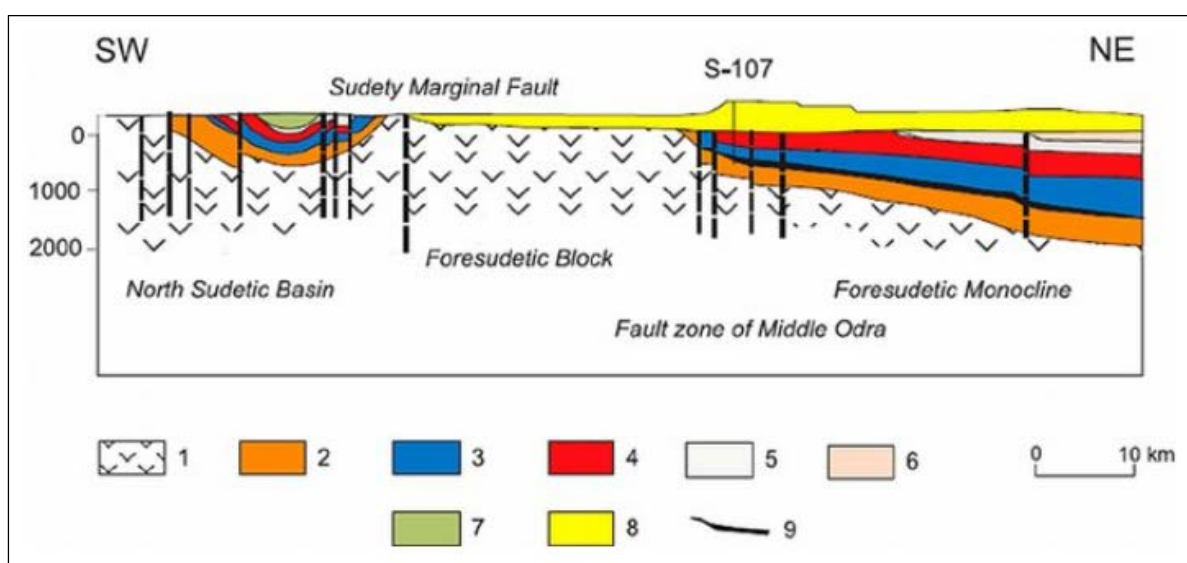 SW
NE
S-107
Sudety Marginal Fault
0
1000
2000
Foresudetic Block
North Sudetic Basin
Foresudetic Monocline
Fault zone of Middle Odra
1
2
3
4
5
6
0
10 km
7
8
9